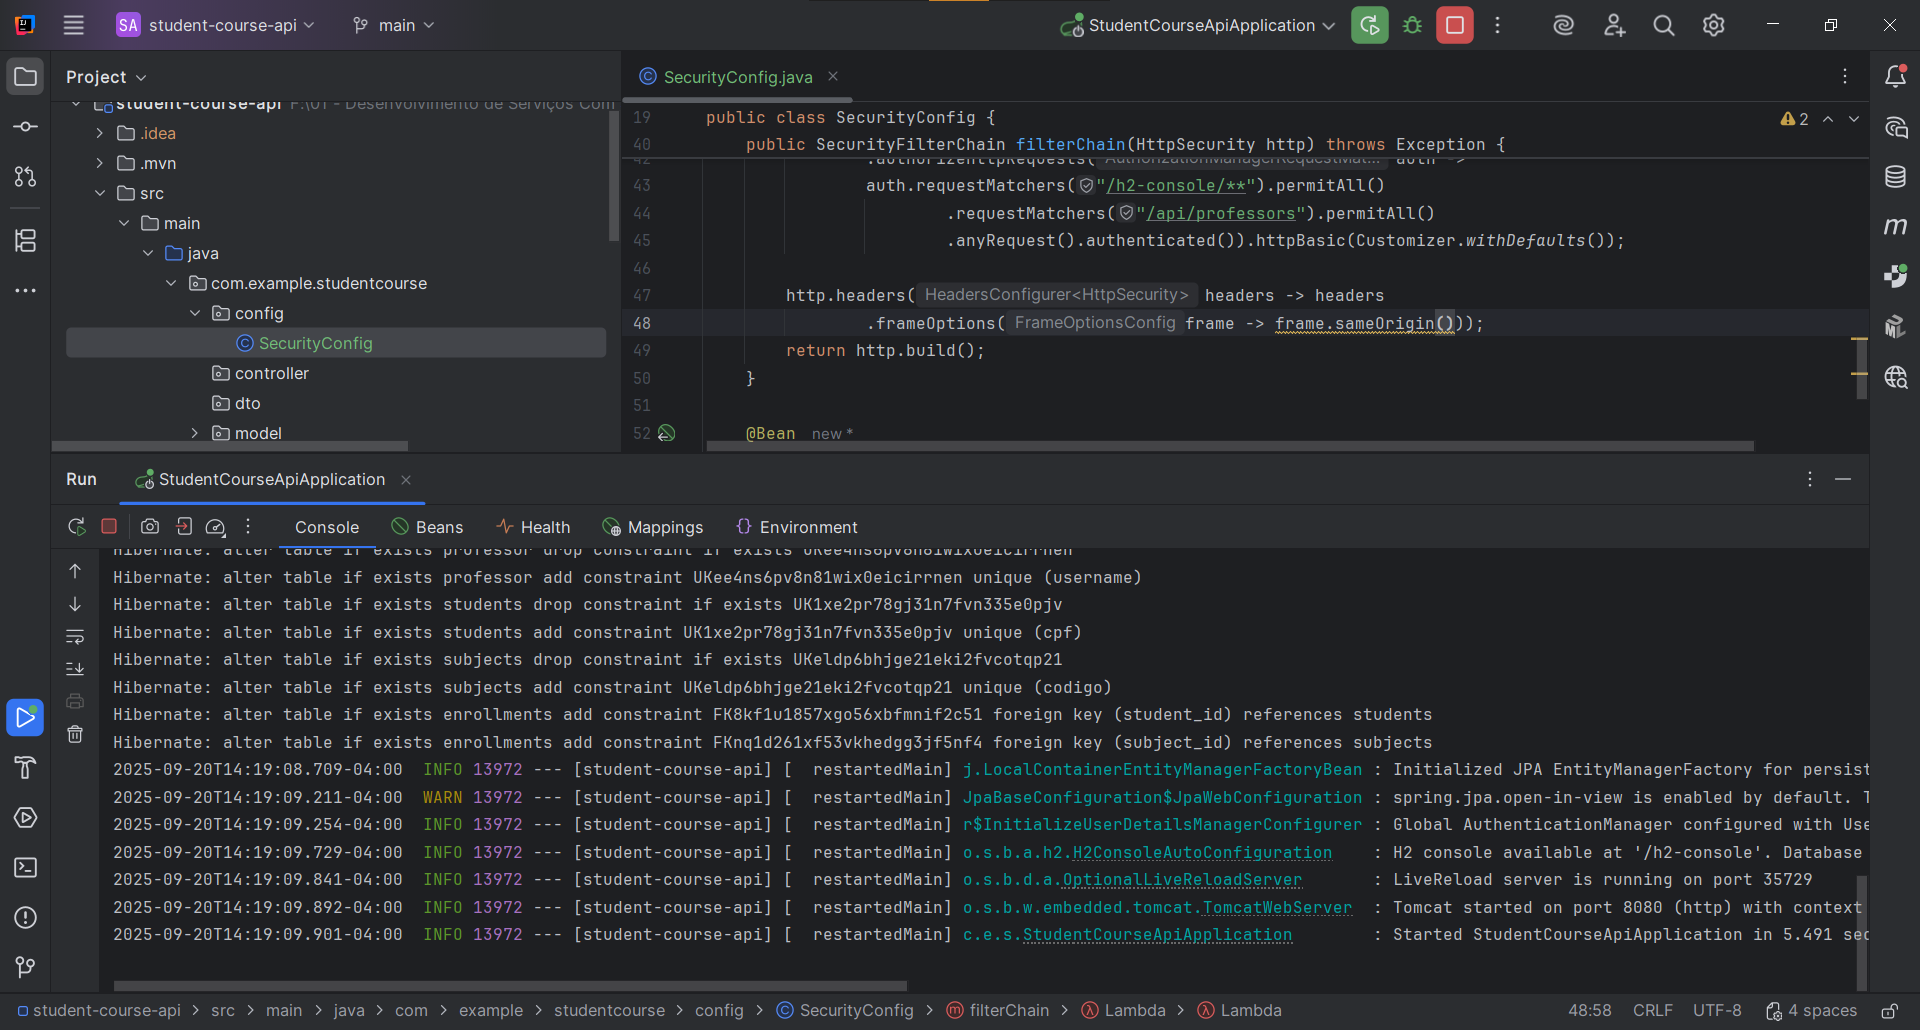 SA student-course-api main StudentCourseApiApplication
Project
student-course-api F:\01 - Desenvolvimento de Serviços Com
.idea
.mvn
src
main
java
com.example.studentcourse
config
SecurityConfig
controller
dto
model
SecurityConfig.java
19 public class SecurityConfig {
2
40 public SecurityFilterChain filterChain(HttpSecurity http) throws Exception {
42 .authorizeHttpRequests( AuthorizationManagerRequestMat... auth ->
43 auth.requestMatchers("/h2-console/**").permitAll()
44 .requestMatchers("/api/professors").permitAll()
45 .anyRequest().authenticated()).httpBasic(Customizer.withDefaults());
46
47 http.headers( HeadersConfigurer<HttpSecurity> headers -> headers
48 .frameOptions( FrameOptionsConfig frame -> frame.sameOrigin()));
49 return http.build();
50 }
51
52 @Bean new *
Run StudentCourseApiApplication
Console Beans Health Mappings Environment
Hibernate: alter table if exists professor drop constraint if exists UKee4ns6pv8n81wix0eicirrnen
Hibernate: alter table if exists professor add constraint UKee4ns6pv8n81wix0eicirrnen unique (username)
Hibernate: alter table if exists students drop constraint if exists UK1xe2pr78gj31n7fvn335e0pjv
Hibernate: alter table if exists students add constraint UK1xe2pr78gj31n7fvn335e0pjv unique (cpf)
Hibernate: alter table if exists subjects drop constraint if exists UKeldp6bhjge21eki2fvcotqp21
Hibernate: alter table if exists subjects add constraint UKeldp6bhjge21eki2fvcotqp21 unique (codigo)
Hibernate: alter table if exists enrollments add constraint FK8kf1u1857xgo56xbfmnif2c51 foreign key (student_id) references students
Hibernate: alter table if exists enrollments add constraint FKnq1d261xf53vkhedgg3jf5nf4 foreign key (subject_id) references subjects
2025-09-20T14:19:08.709-04:00 INFO 13972 --- [student-course-api] [ restartedMain] j.LocalContainerEntityManagerFactoryBean : Initialized JPA EntityManagerFactory for persist
2025-09-20T14:19:09.211-04:00 WARN 13972 --- [student-course-api] [ restartedMain] JpaBaseConfiguration$JpaWebConfiguration : spring.jpa.open-in-view is enabled by default. T
2025-09-20T14:19:09.254-04:00 INFO 13972 --- [student-course-api] [ restartedMain] r$InitializeUserDetailsManagerConfigurer : Global AuthenticationManager configured with Use
2025-09-20T14:19:09.729-04:00 INFO 13972 --- [student-course-api] [ restartedMain] o.s.b.a.h2.H2ConsoleAutoConfiguration : H2 console available at '/h2-console'. Database
2025-09-20T14:19:09.841-04:00 INFO 13972 --- [student-course-api] [ restartedMain] o.s.b.d.a.OptionalLiveReloadServer : LiveReload server is running on port 35729
2025-09-20T14:19:09.892-04:00 INFO 13972 --- [student-course-api] [ restartedMain] o.s.b.w.embedded.tomcat.TomcatWebServer : Tomcat started on port 8080 (http) with context
2025-09-20T14:19:09.901-04:00 INFO 13972 --- [student-course-api] [ restartedMain] c.e.s.StudentCourseApiApplication : Started StudentCourseApiApplication in 5.491 sec
student-course-api > src > main > java > com > example > studentcourse > config > SecurityConfig > filterChain > Lambda > Lambda 48:58 CRLF UTF-8 4 spaces